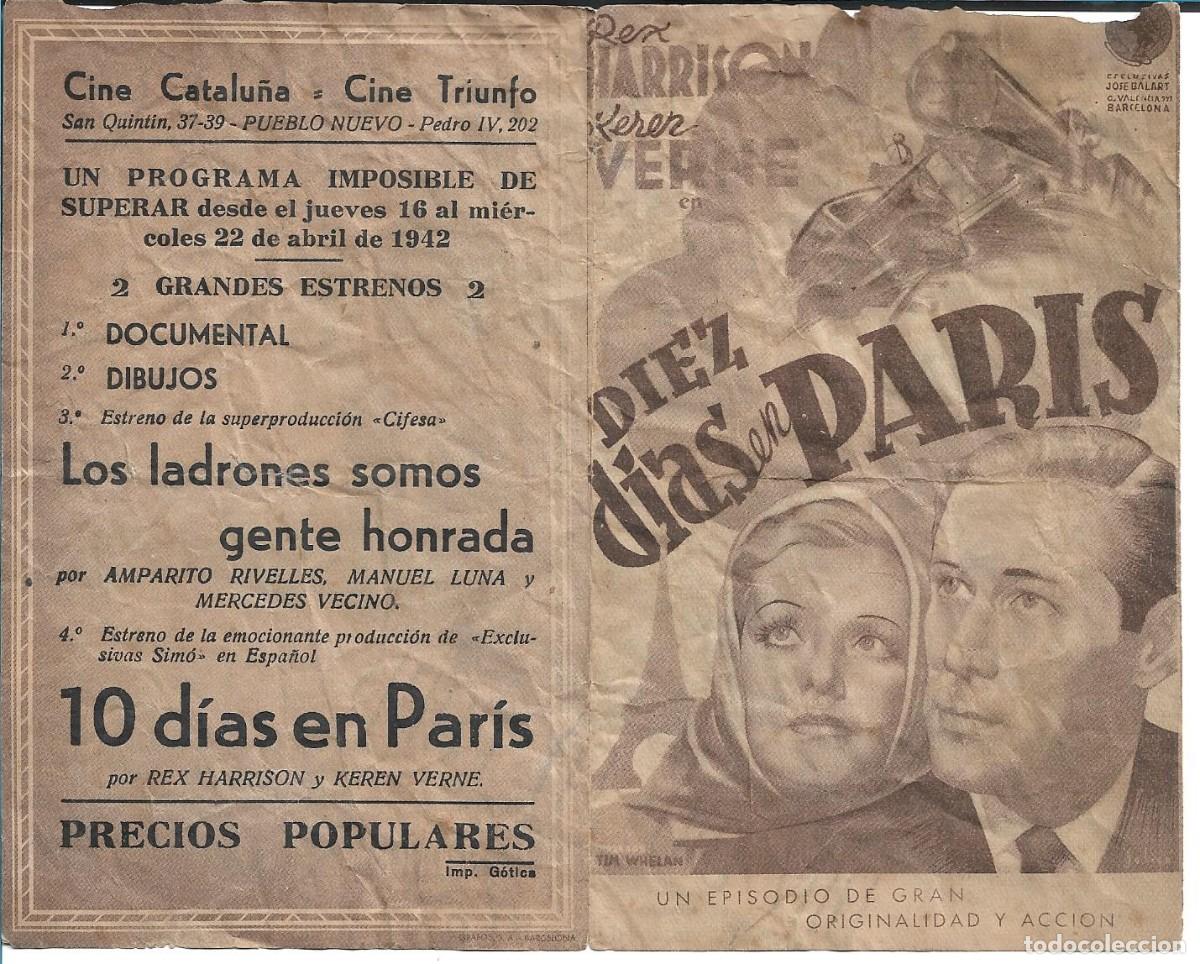 Cine Cataluña = Cine Triunfo
San Quintín, 37-39 - PUEBLO NUEVO - Pedro IV, 202
UN PROGRAMA IMPOSIBLE DE
SUPERAR desde el jueves 16 al miér-
coles 22 de abril de 1942
2 GRANDES ESTRENOS 2
1.º DOCUMENTAL
2.º DIBUJOS
3.º Estreno de la superproducción «Cifesa»
Los ladrones somos
gente honrada
por AMPARITO RIVELLES, MANUEL LUNA y
MERCEDES VECINO.
4.º Estreno de la emocionante producción de «Exclu-
sivas Simó» en Español
10 días en París
por REX HARRISON y KEREN VERNE.
PRECIOS POPULARES
Imp. Gótica
GRAFOS, S. A. - BARCELONA
Rex
HARRISON
Keren
VERNE
en
EXCLUSIVAS
JOSE BALART
BARCELONA
DIEZ
días en PARIS
TIM WHELAN
UN EPISODIO DE GRAN
ORIGINALIDAD Y ACCION
todocoleccion